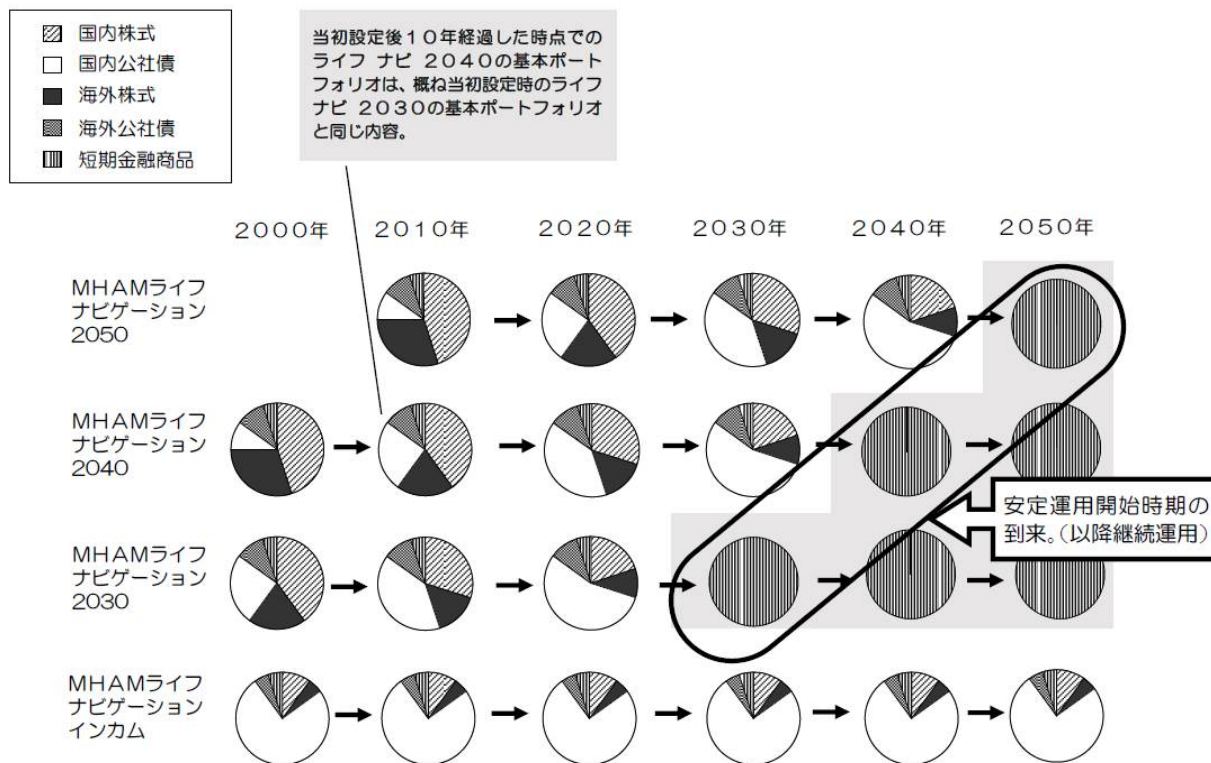 国内株式
国内公社債
海外株式
海外公社債
短期金融商品
当初設定後10年経過した時点での
ライフ ナビ 2040の基本ポート
フォリオは、概ね当初設定時のライフ
ナビ 2030の基本ポートフォリオ
と同じ内容。
2000年 2010年 2020年 2030年 2040年 2050年
MHAMライフ
ナビゲーション
2050
MHAMライフ
ナビゲーション
2040
安定運用開始時期の
到来。(以降継続運用)
MHAMライフ
ナビゲーション
2030
MHAMライフ
ナビゲーション
インカム